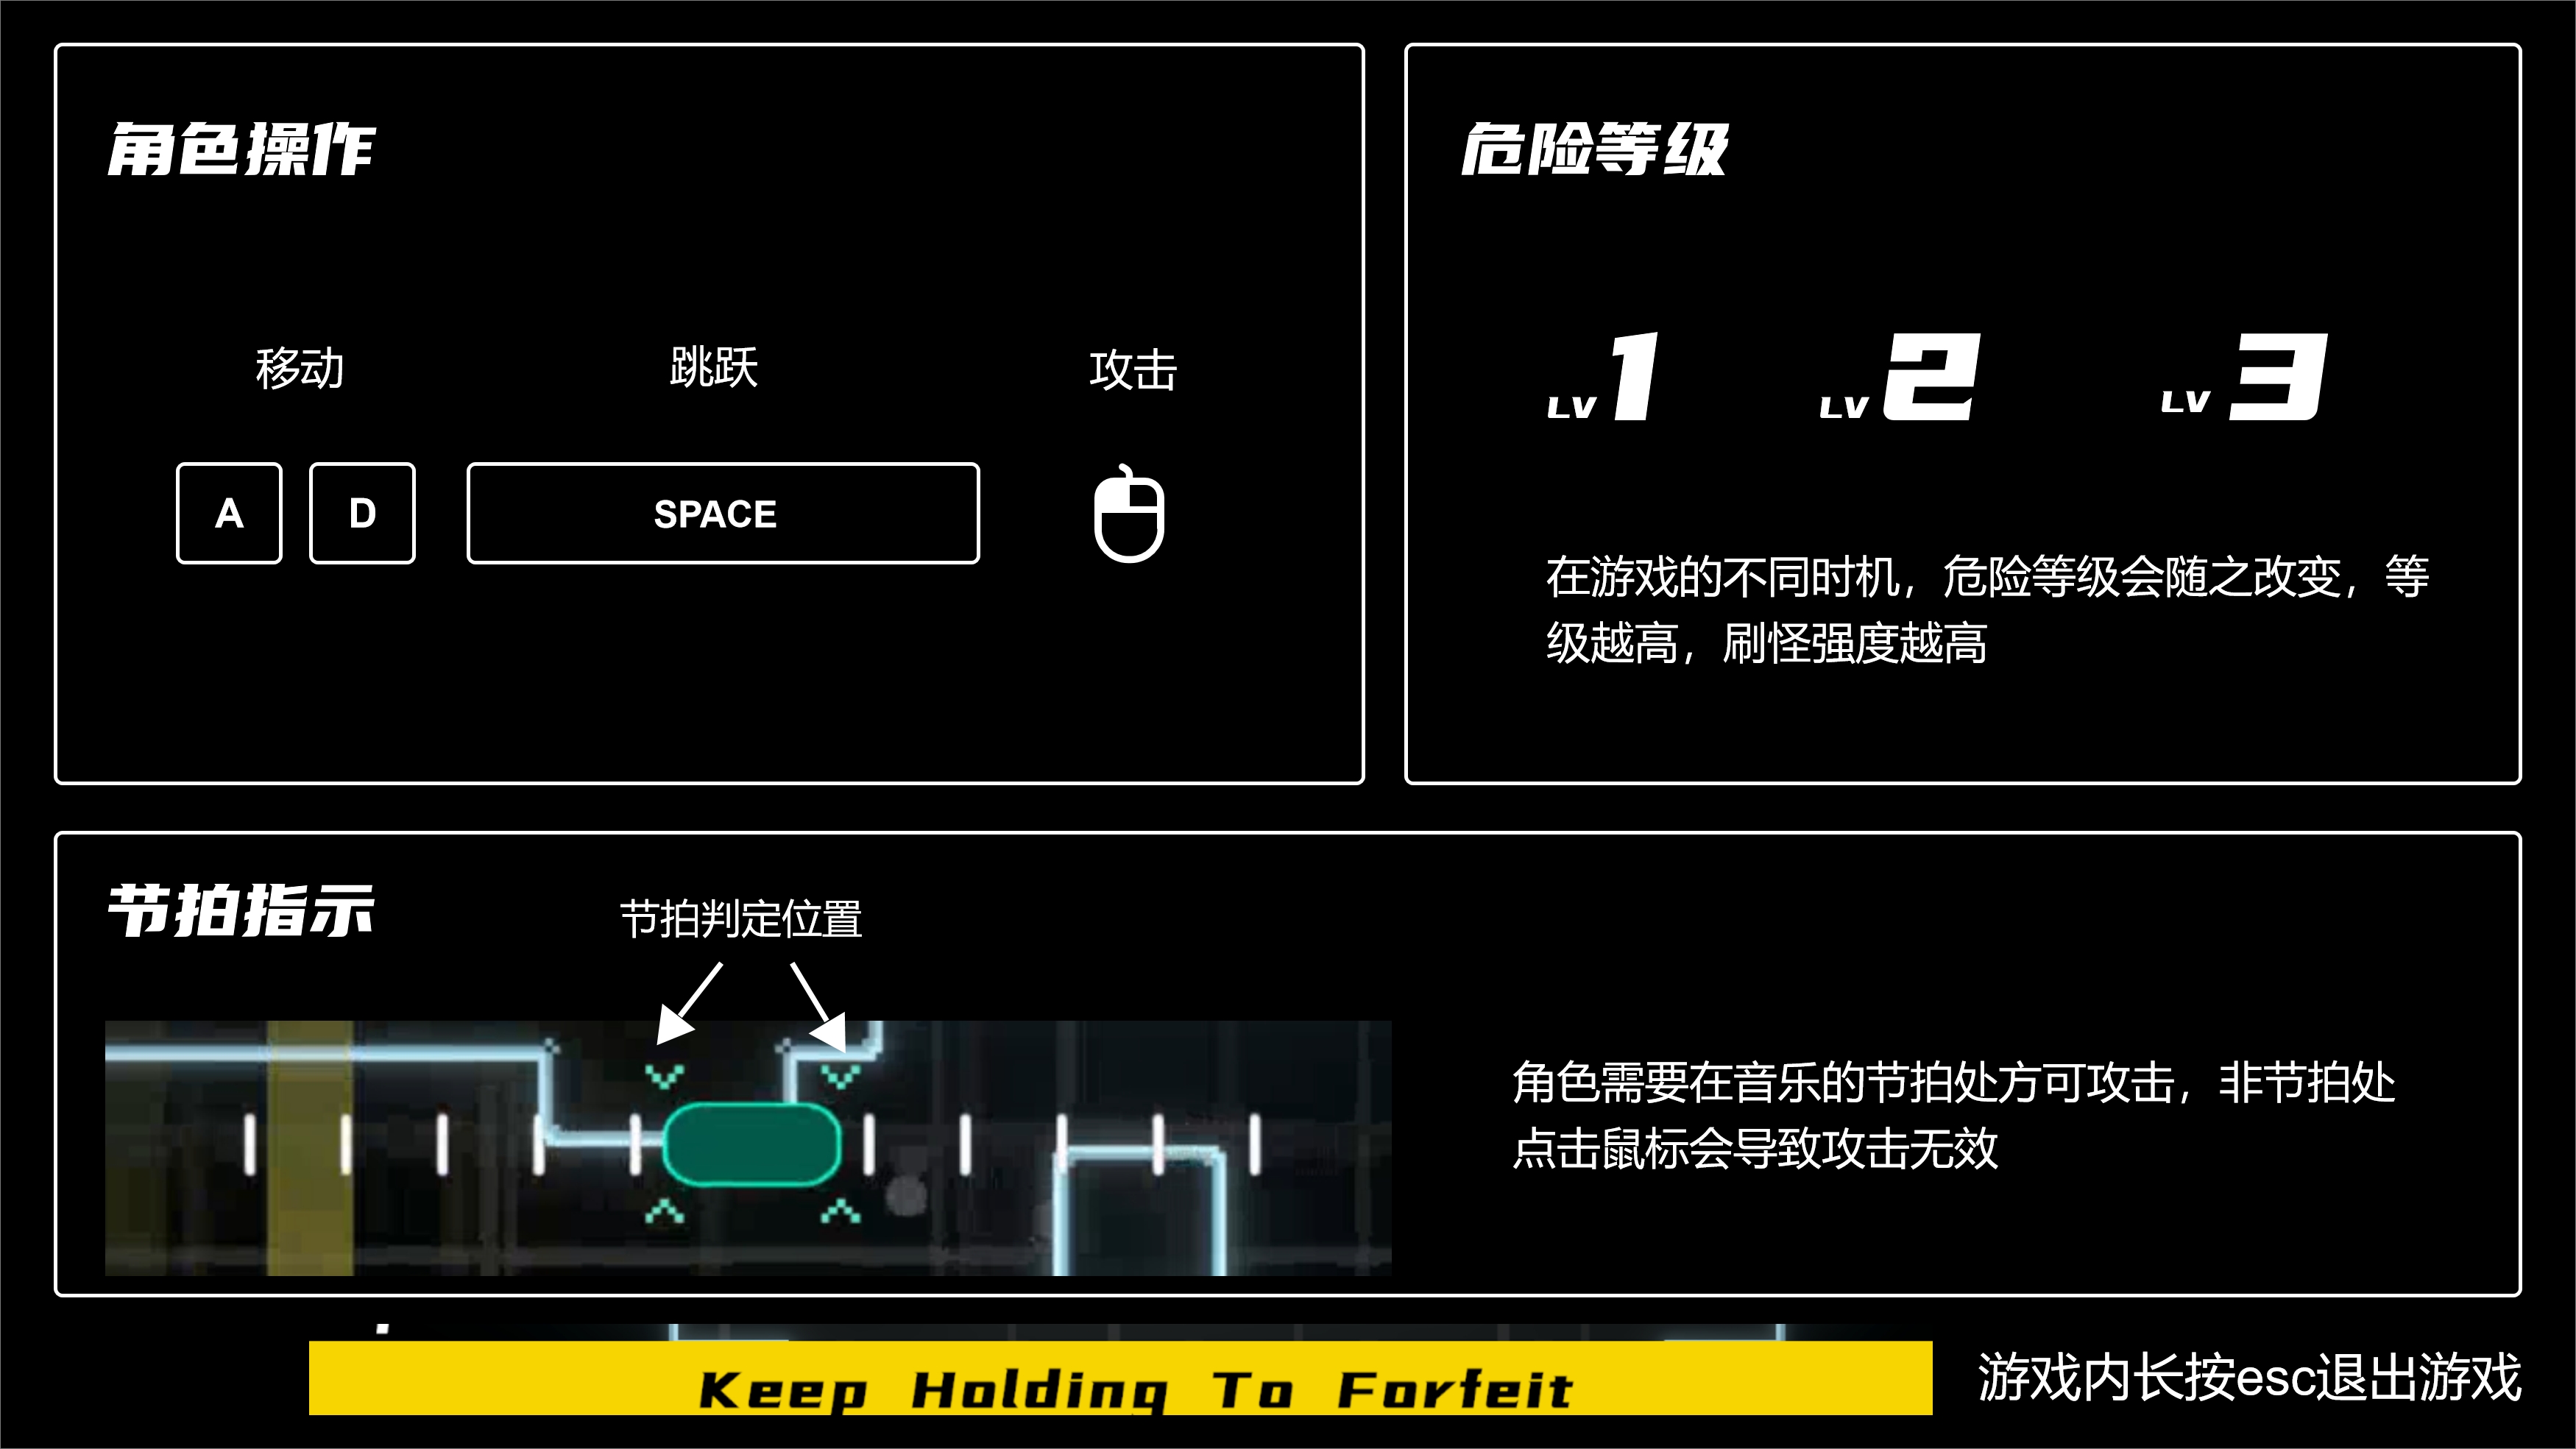 角色操作
移动
跳跃
攻击
A
D
SPACE
危险等级
LV 1
LV 2
LV 3
在游戏的不同时机，危险等级会随之改变，等
级越高，刷怪强度越高
节拍指示
节拍判定位置
角色需要在音乐的节拍处方可攻击，非节拍处
点击鼠标会导致攻击无效
Keep Holding To Forfeit
游戏内长按esc退出游戏